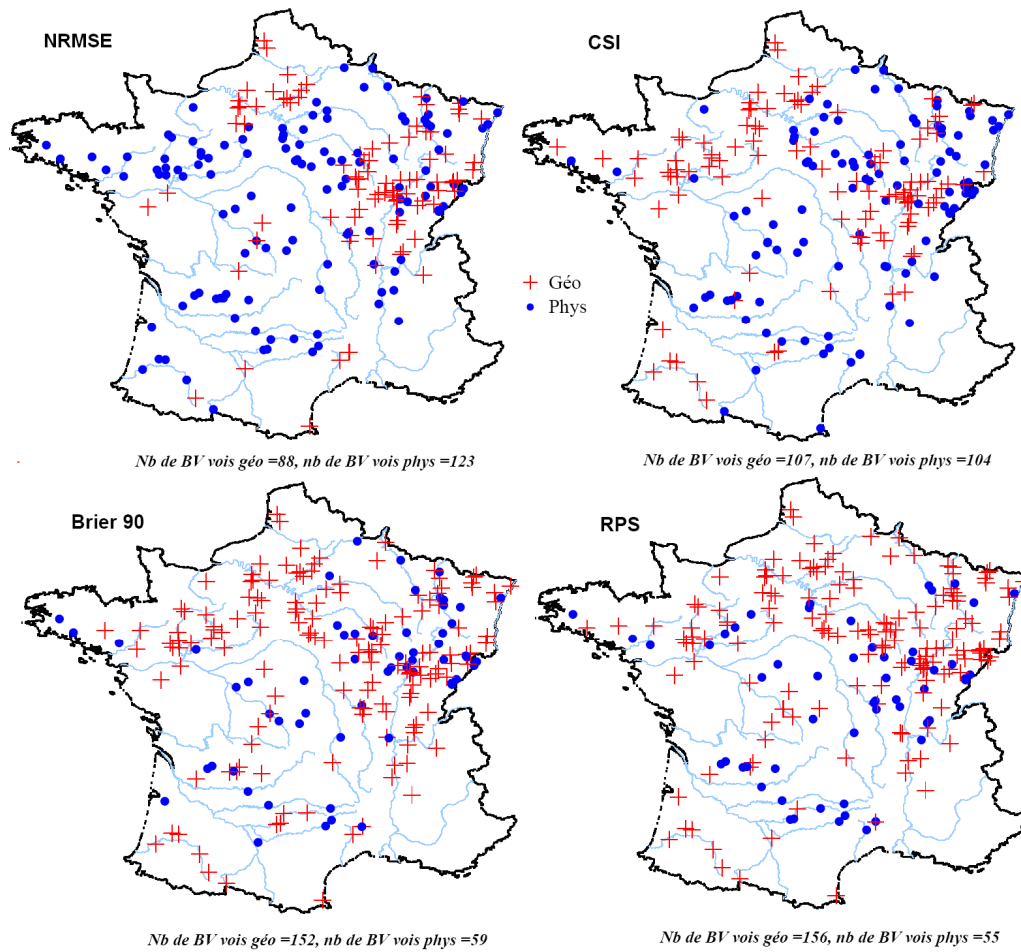 NRMSE
CSI
Géo
Phys
Nb de BV vois géo =88, nb de BV vois phys =123
Nb de BV vois géo =107, nb de BV vois phys =104
Brier 90
RPS
Nb de BV vois géo =152, nb de BV vois phys =59
Nb de BV vois géo =156, nb de BV vois phys =55